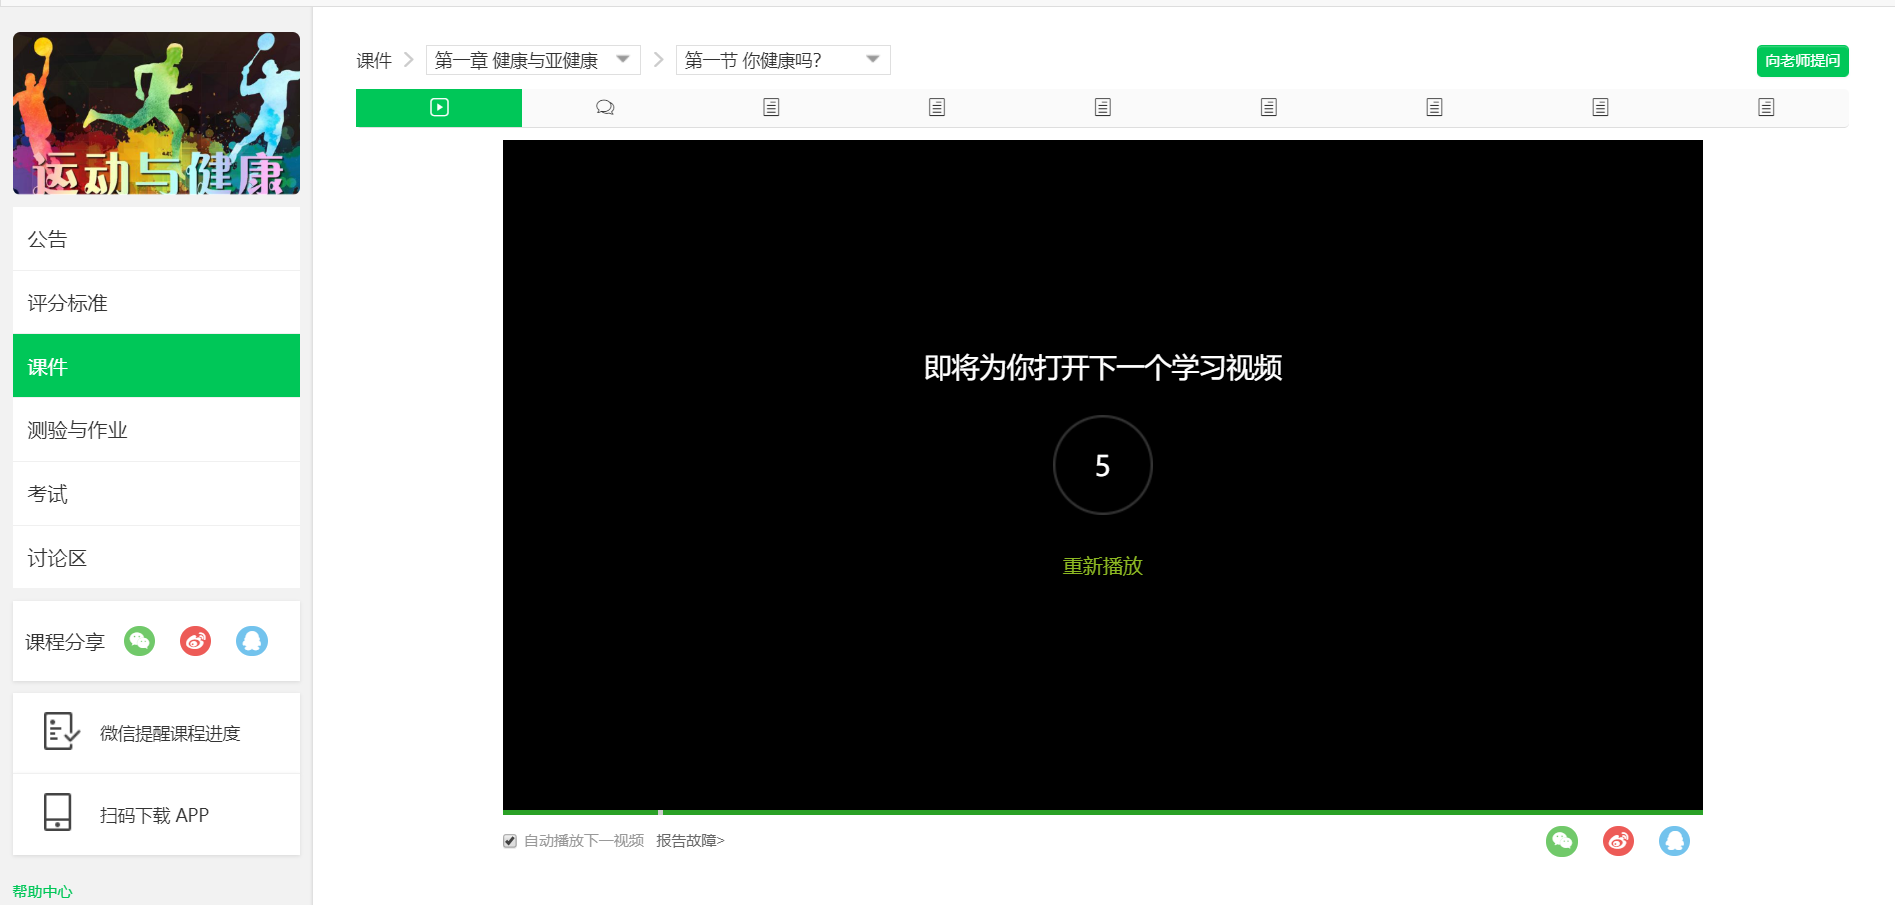 运动与健康
公告
评分标准
课件
测验与作业
考试
讨论区
课程分享
微信提醒课程进度
扫码下载 APP
帮助中心
课件 第一章 健康与亚健康 第一节 你健康吗?
向老师提问
即将为你打开下一个学习视频
5
重新播放
自动播放下一视频 报告故障>